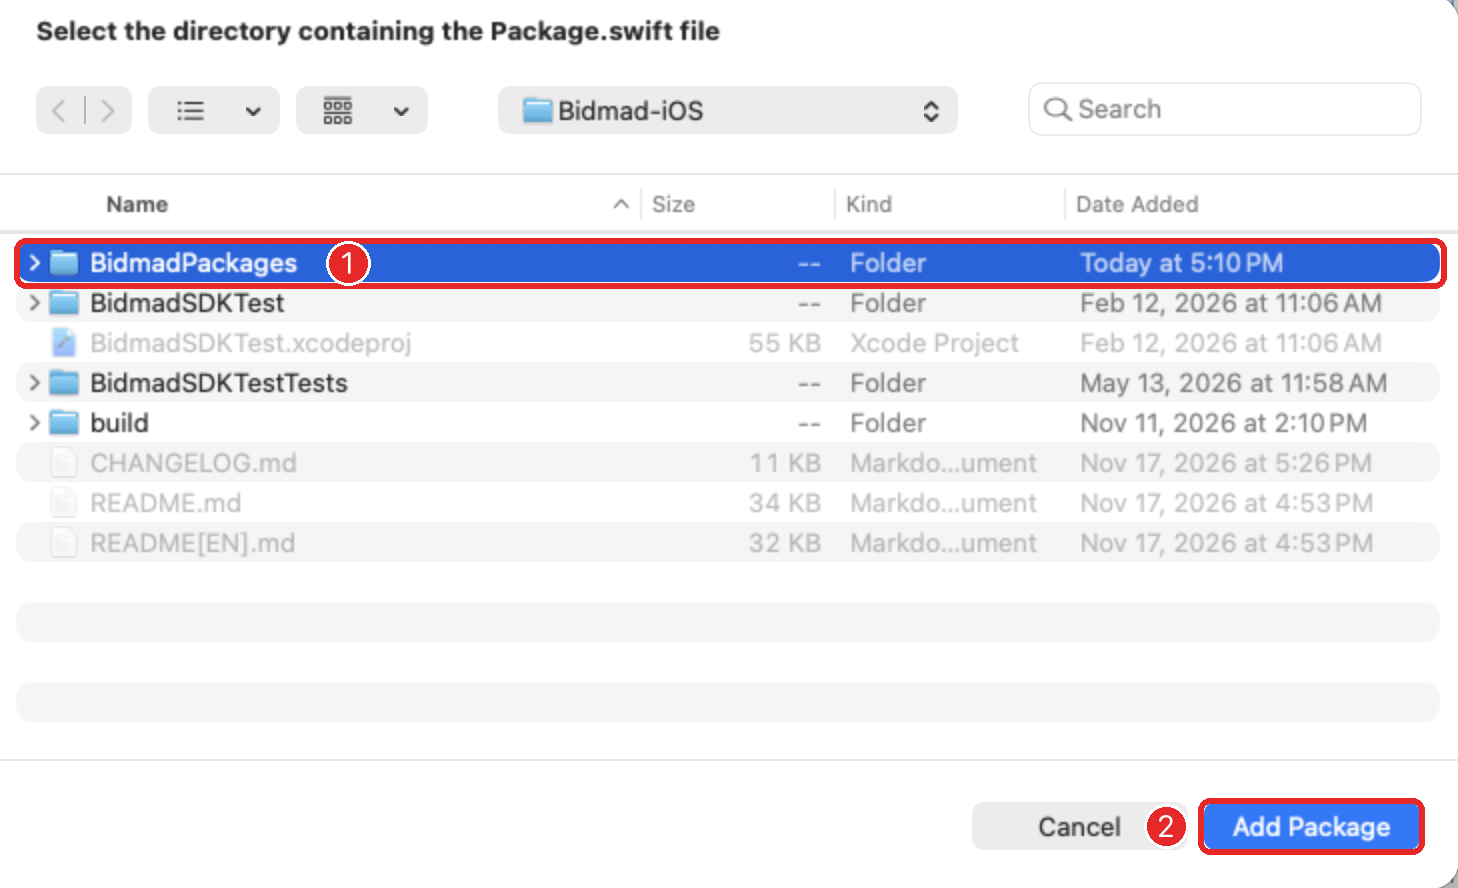 Select the directory containing the Package.swift file
Bidmad-iOS
Search
Name Size Kind Date Added
BidmadPackages 1 -- Folder Today at 5:10 PM
BidmadSDKTest -- Folder Feb 12, 2026 at 11:06 AM
BidmadSDKTest.xcodeproj 55 KB Xcode Project Feb 12, 2026 at 11:06 AM
BidmadSDKTestTests -- Folder May 13, 2026 at 11:58 AM
build -- Folder Nov 11, 2026 at 2:10 PM
CHANGELOG.md 11 KB Markdo...ument Nov 17, 2026 at 5:26 PM
README.md 34 KB Markdo...ument Nov 17, 2026 at 4:53 PM
README[EN].md 32 KB Markdo...ument Nov 17, 2026 at 4:53 PM
Cancel 2 Add Package